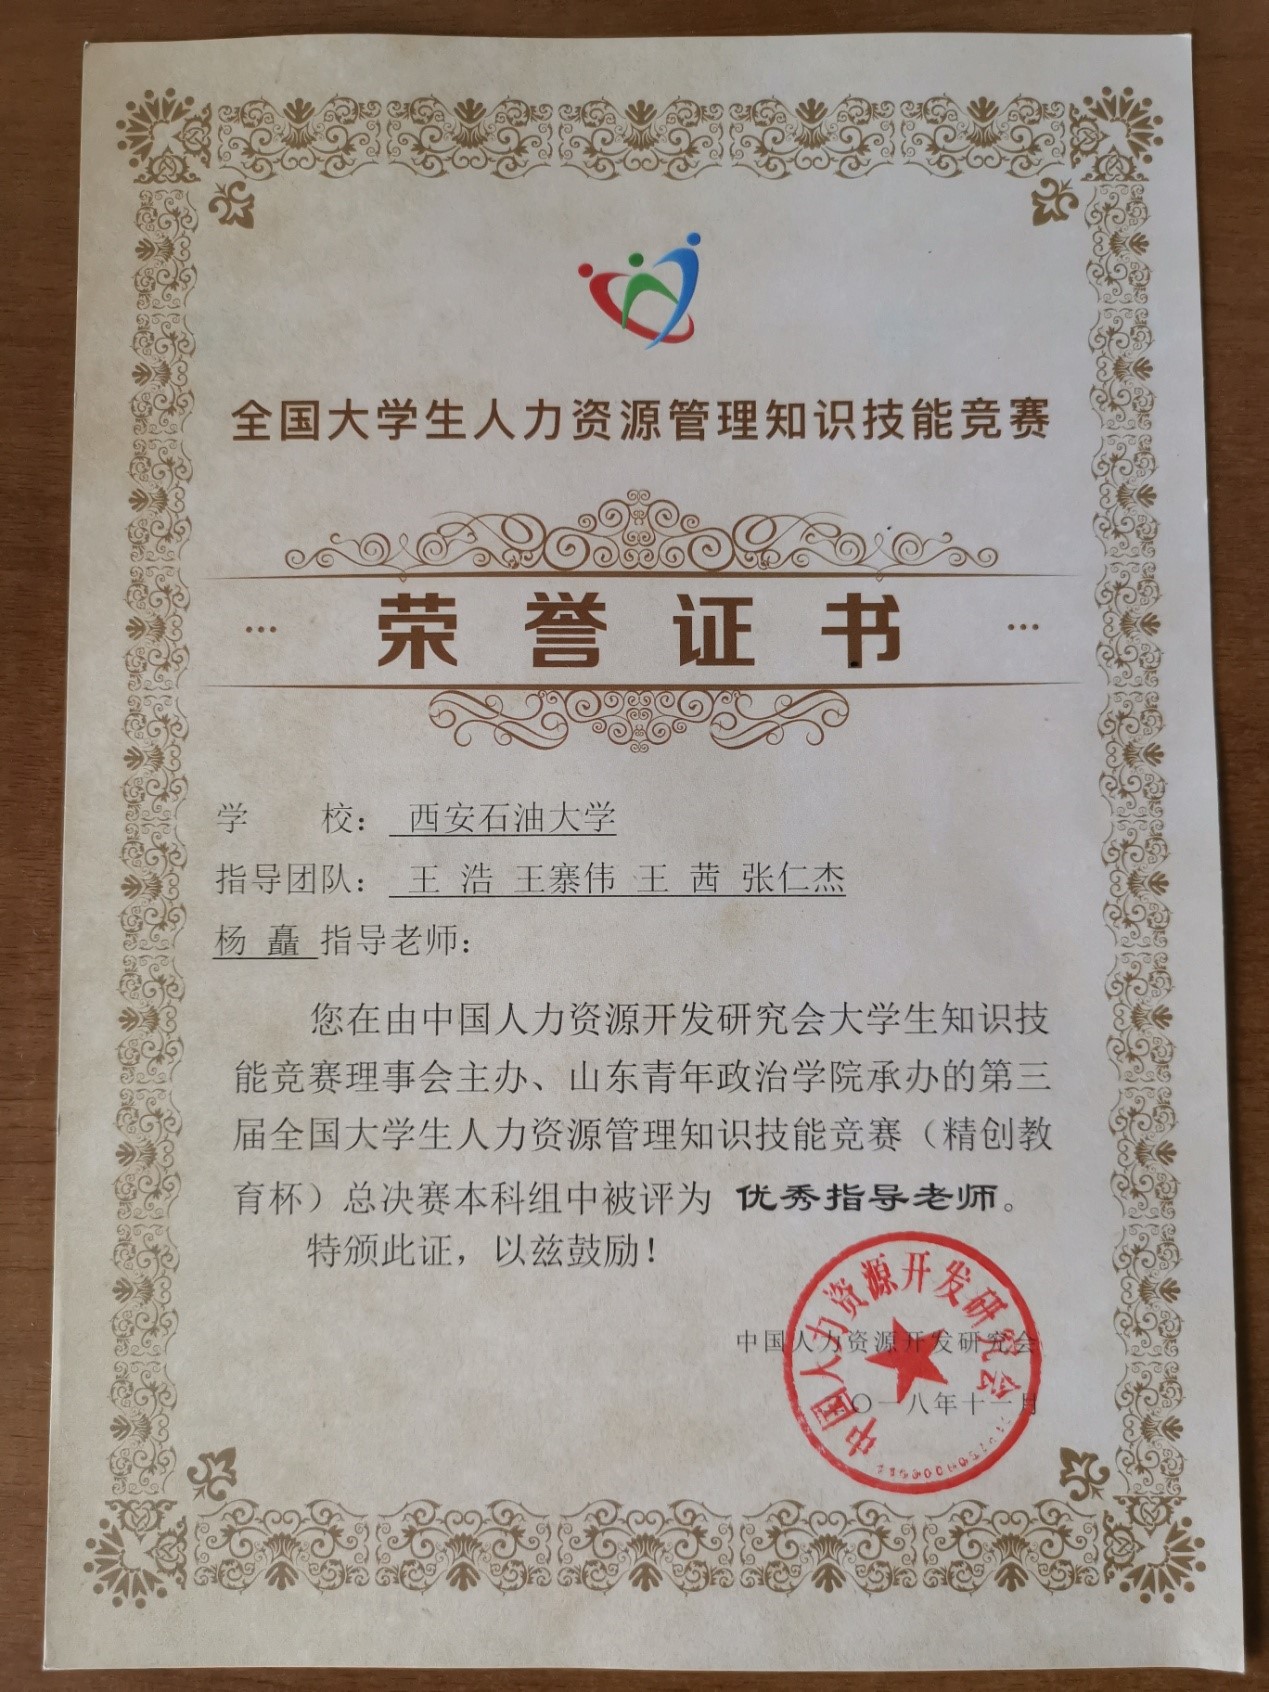 全国大学生人力资源管理知识技能竞赛
... 荣誉证书 ...
学 校： 西安石油大学
指导团队： 王 浩 王寨伟 王 茜 张仁杰
杨 矗 指导老师：
您在由中国人力资源开发研究会大学生知识技
能竞赛理事会主办、山东青年政治学院承办的第三
届全国大学生人力资源管理知识技能竞赛（精创教
育杯）总决赛本科组中被评为 优秀指导老师。
特颁此证，以兹鼓励！
中国人力资源开发研究会
中国人力资源开发研究会
二〇一八年十一月